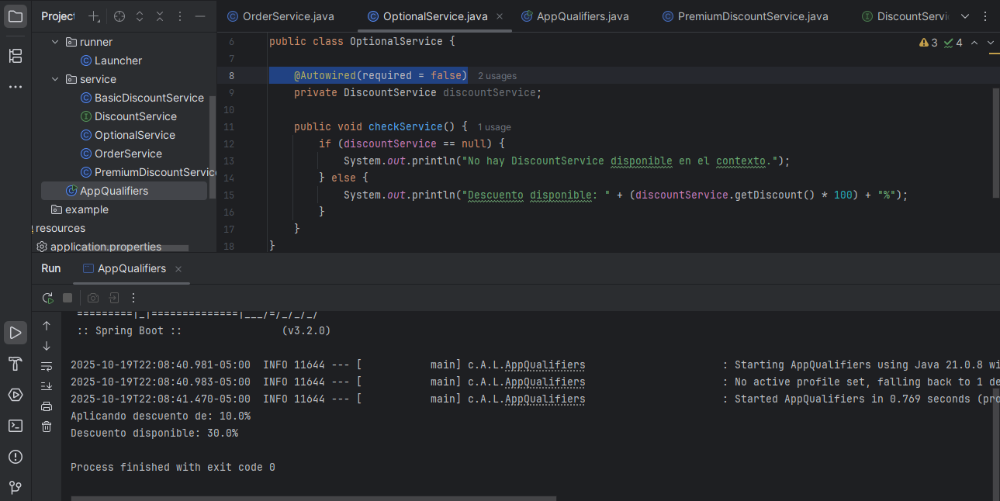 Project
OrderService.java
OptionalService.java
AppQualifiers.java
PremiumDiscountService.java
DiscountServi
runner
Launcher
service
BasicDiscountService
DiscountService
OptionalService
OrderService
PremiumDiscountServic
AppQualifiers
example
resources
application.properties
6 public class OptionalService {
7
8 @Autowired(required = false) 2 usages
9 private DiscountService discountService;
10
11 public void checkService() { 1 usage
12 if (discountService == null) {
13 System.out.println("No hay DiscountService disponible en el contexto.");
14 } else {
15 System.out.println("Descuento disponible: " + (discountService.getDiscount() * 100) + "%");
16 }
17 }
18 }
3 4
Run AppQualifiers
=========|_|==============|___/=/_/_/_/
:: Spring Boot :: (v3.2.0)
2025-10-19T22:08:40.981-05:00 INFO 11644 --- [ main] c.A.L.AppQualifiers : Starting AppQualifiers using Java 21.0.8 wi
2025-10-19T22:08:40.983-05:00 INFO 11644 --- [ main] c.A.L.AppQualifiers : No active profile set, falling back to 1 de
2025-10-19T22:08:41.470-05:00 INFO 11644 --- [ main] c.A.L.AppQualifiers : Started AppQualifiers in 0.769 seconds (pro
Aplicando descuento de: 10.0%
Descuento disponible: 30.0%
Process finished with exit code 0